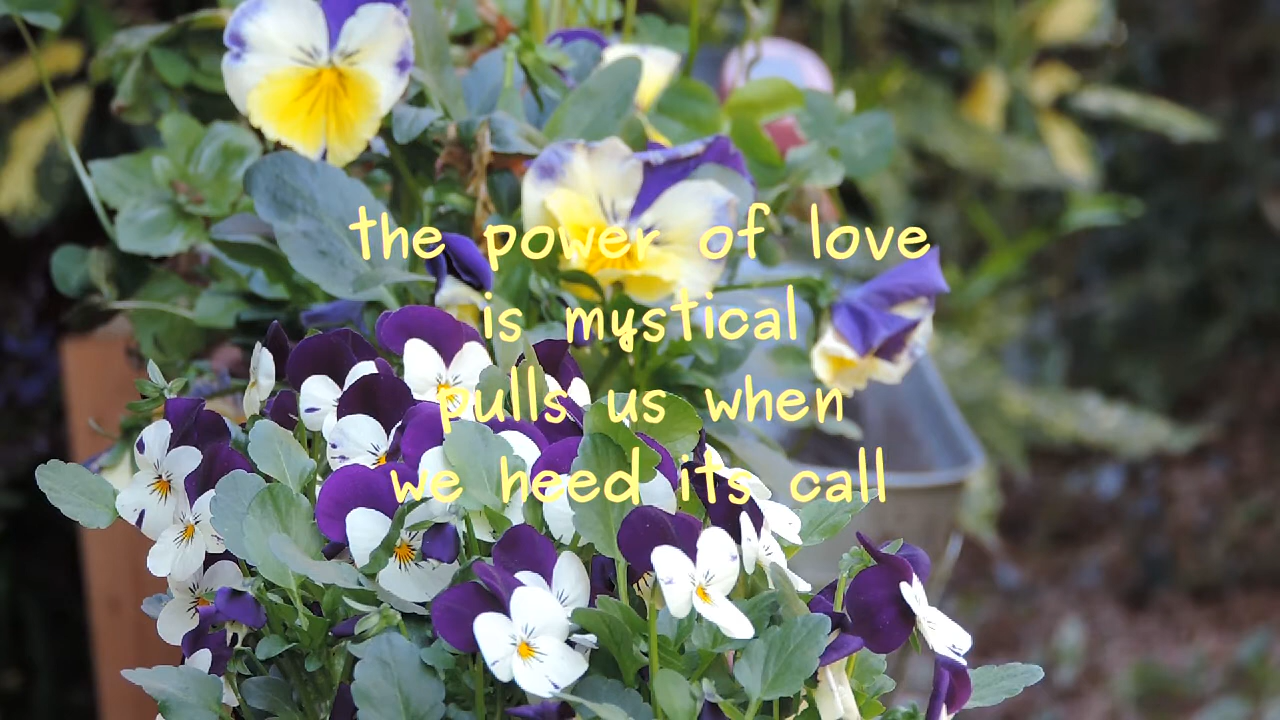 the power of love
is mystical
pulls us when
we heed its call